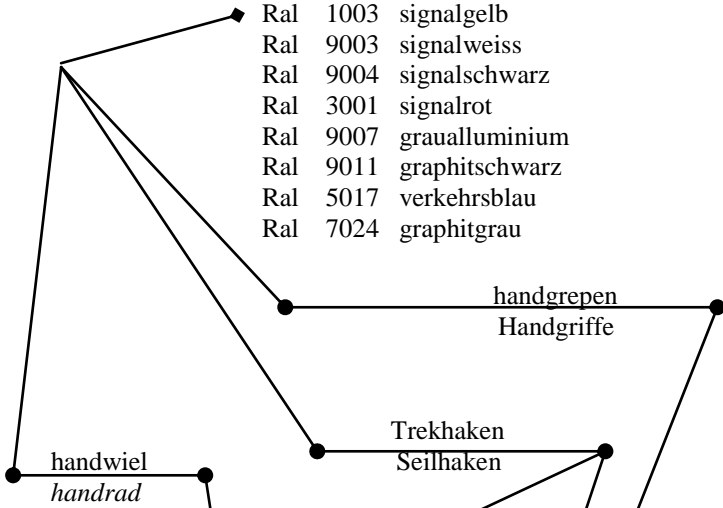 Ral 1003 signalgelb
Ral 9003 signalweiss
Ral 9004 signalschwarz
Ral 3001 signalrot
Ral 9007 graualluminium
Ral 9011 graphitschwarz
Ral 5017 verkehrsblau
Ral 7024 graphitgrau
handgrepen
Handgriffe
Trekhaken
Seilhaken
handwiel
handrad